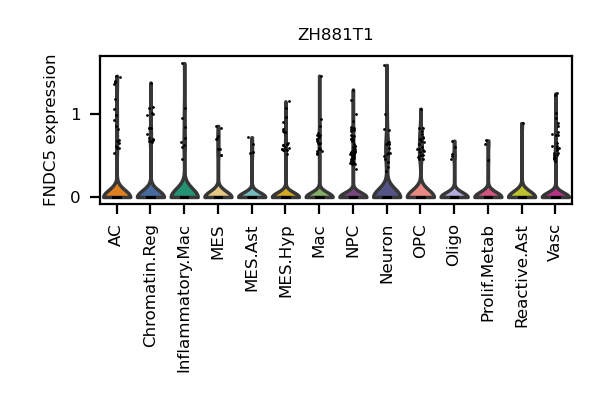 ZH881T1
FNDC5 expression
1
0
AC
Chromatin.Reg
Inflammatory.Mac
MES
MES.Ast
MES.Hyp
Mac
NPC
Neuron
OPC
Oligo
Prolif.Metab
Reactive.Ast
Vasc